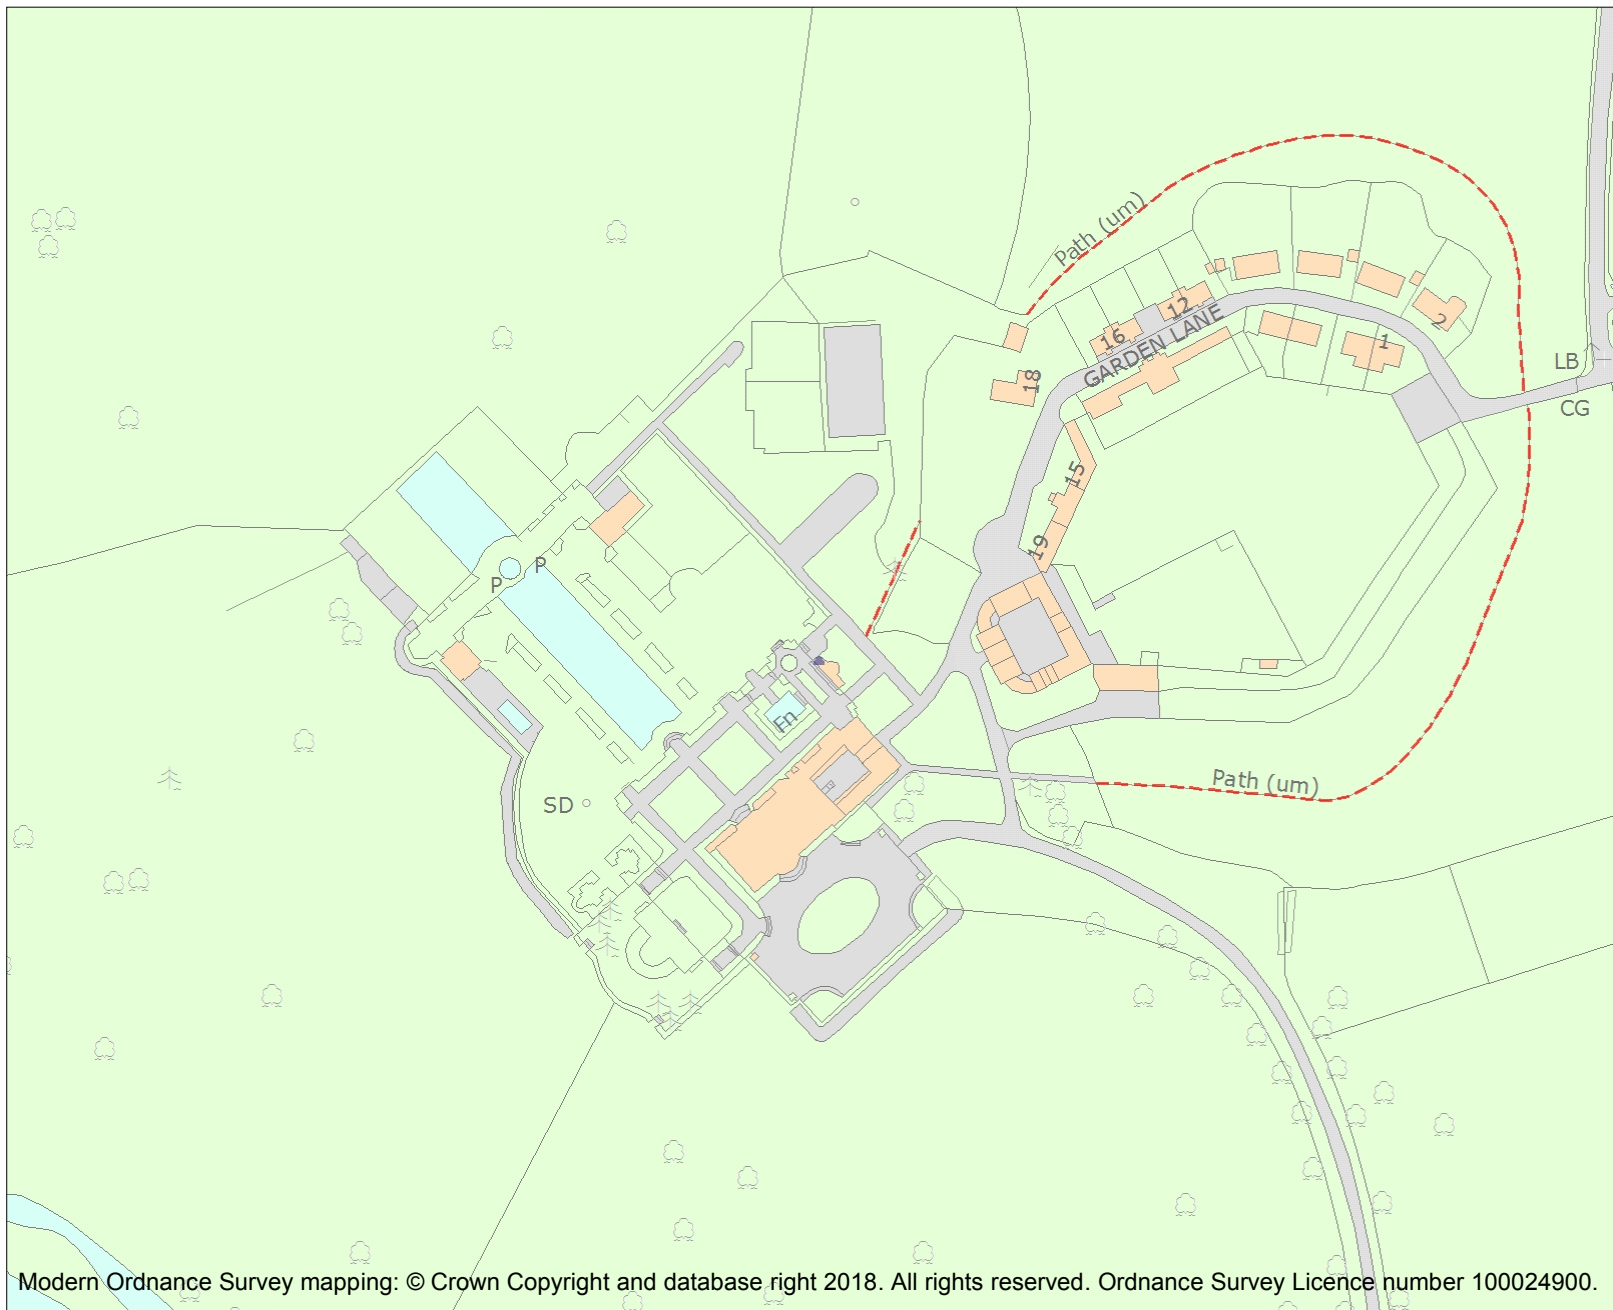 Path (um)
12
16
GARDEN LANE
2
1
LB
18
CG
15
19
P
P
Fn
Path (um)
SD
Modern Ordnance Survey mapping: © Crown Copyright and database right 2018. All rights reserved. Ordnance Survey Licence number 100024900.